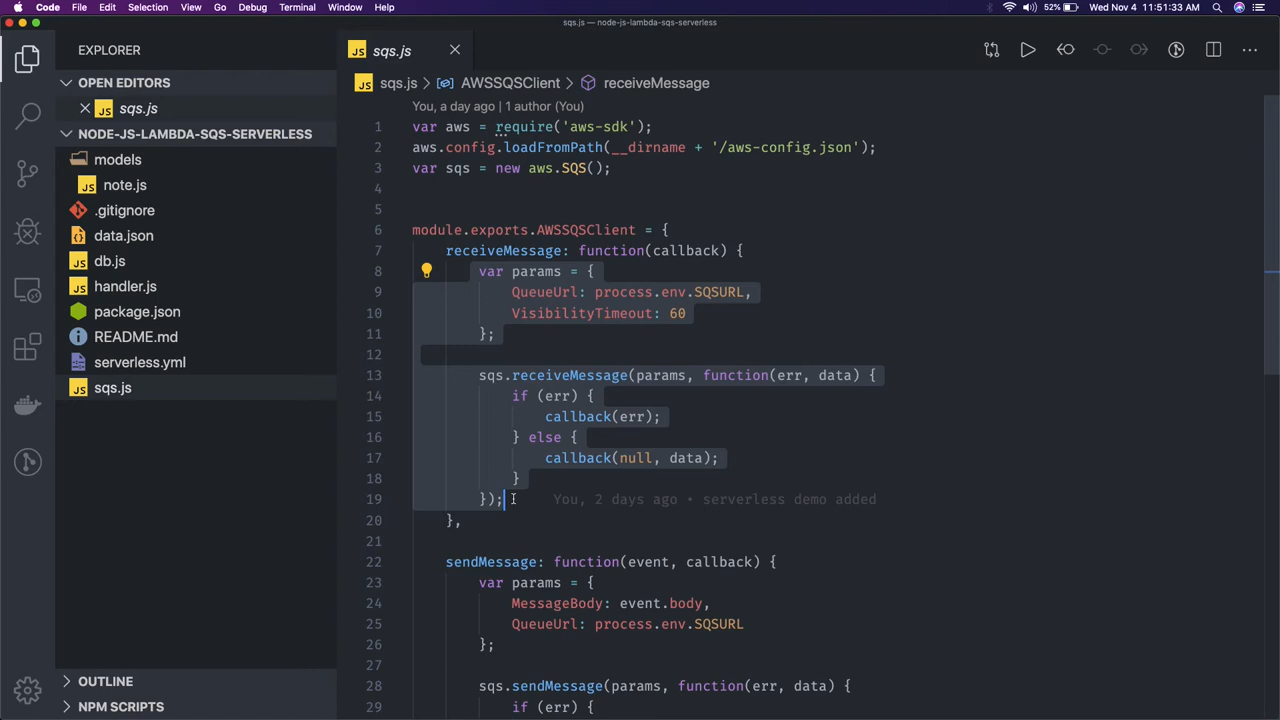 Code File Edit Selection View Go Debug Terminal Window Help 52% Wed Nov 4 11:51:33 AM
sqs.js — node-js-lambda-sqs-serverless
EXPLORER
OPEN EDITORS
JS sqs.js
NODE-JS-LAMBDA-SQS-SERVERLESS
models
JS note.js
.gitignore
JS data.json
JS db.js
JS handler.js
package.json
README.md
serverless.yml
JS sqs.js
OUTLINE
NPM SCRIPTS
JS sqs.js
JS sqs.js > AWSSQSClient > receiveMessage
You, a day ago | 1 author (You)
1 var aws = require('aws-sdk');
2 aws.config.loadFromPath(__dirname + '/aws-config.json');
3 var sqs = new aws.SQS();
4
5
6 module.exports.AWSSQSClient = {
7 receiveMessage: function(callback) {
8 var params = {
9 QueueUrl: process.env.SQSURL,
10 VisibilityTimeout: 60
11 };
12
13 sqs.receiveMessage(params, function(err, data) {
14 if (err) {
15 callback(err);
16 } else {
17 callback(null, data);
18 }
19 }); You, 2 days ago • serverless demo added
20 },
21
22 sendMessage: function(event, callback) {
23 var params = {
24 MessageBody: event.body,
25 QueueUrl: process.env.SQSURL
26 };
27
28 sqs.sendMessage(params, function(err, data) {
29 if (err) {